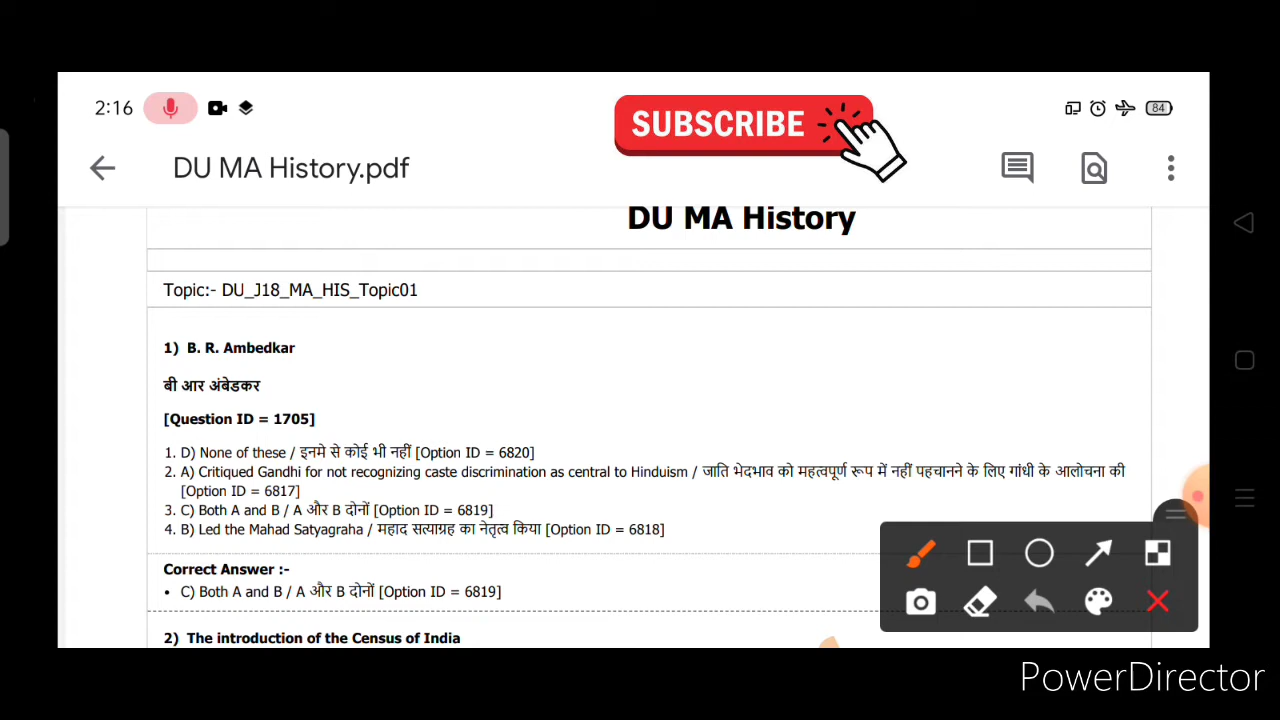 2:16
SUBSCRIBE
84
DU MA History.pdf
DU MA History
Topic:- DU_J18_MA_HIS_Topic01
1) B. R. Ambedkar
बी आर अंबेडकर
[Question ID = 1705]
1. D) None of these / इनमे से कोई भी नहीं [Option ID = 6820]
2. A) Critiqued Gandhi for not recognizing caste discrimination as central to Hinduism / जाति भेदभाव को महत्वपूर्ण रूप में नहीं पहचानने के लिए गांधी के आलोचना की
[Option ID = 6817]
3. C) Both A and B / A और B दोनों [Option ID = 6819]
4. B) Led the Mahad Satyagraha / महाद सत्याग्रह का नेतृत्व किया [Option ID = 6818]
Correct Answer :-
• C) Both A and B / A और B दोनों [Option ID = 6819]
2) The introduction of the Census of India
PowerDirector